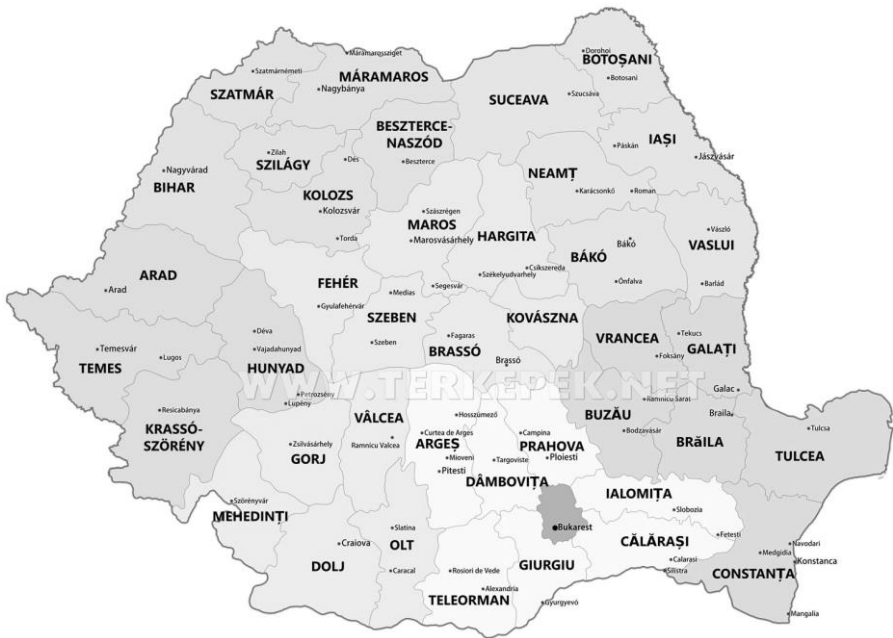 Dorohoi
BOTOȘANI
Botosani
Máramarossziget
MÁRAMAROS
Szatmárnémeti
SZATMÁR
Nagybánya
SUCEAVA
Szucsáva
BESZTERCE-
NASZÓD
Beszterce
IAȘI
Páskán
Jászvásár
Zilah
SZILÁGY
Dés
Nagyvárad
BIHAR
NEAMȚ
Karácsonkő
Roman
KOLOZS
Kolozsvár
Torda
Szászrégen
MAROS
Marosvásárhely
HARGITA
Csíkszereda
Székelyudvarhely
Vászló
VASLUI
Barlád
Bákó
BÁKÓ
Ónfalva
ARAD
Arad
FEHÉR
Gyulafehérvár
Medias
Segesvár
SZEBEN
Szeben
KOVÁSZNA
Fagaras
BRASSÓ
Brassó
VRANCEA
Foksány
Tekucs
GALAȚI
Galac
Temesvár
TEMES
Lugos
Déva
Vajadahunyad
HUNYAD
Petrozsény
Lupény
WWW.TERKEPEK.NET
Resicabánya
KRASSÓ-
SZÖRÉNY
VÂLCEA
Ramnicu Valcea
Hosszúmező
Curtea de Arges
ARGEȘ
Mioveni
Pitesti
Campina
PRAHOVA
Ploiesti
Targoviste
DÂMBOVIȚA
Ramnicu Saras
BUZĂU
Bodzavásár
Braila
BRăILA
Tulcsa
TULCEA
Zsilvásárhely
GORJ
Szörényvár
MEHEDINȚI
IALOMIȚA
Slobozia
Bukarest
Fetesti
CĂLĂRAȘI
Calarasi
Silistra
Navodari
Medgidia
Konstanca
CONSTANȚA
Mangalia
Craiova
DOLJ
Slatina
OLT
Caracal
Rosiori de Vede
Alexandria
TELEORMAN
GIURGIU
Gyurgyevó